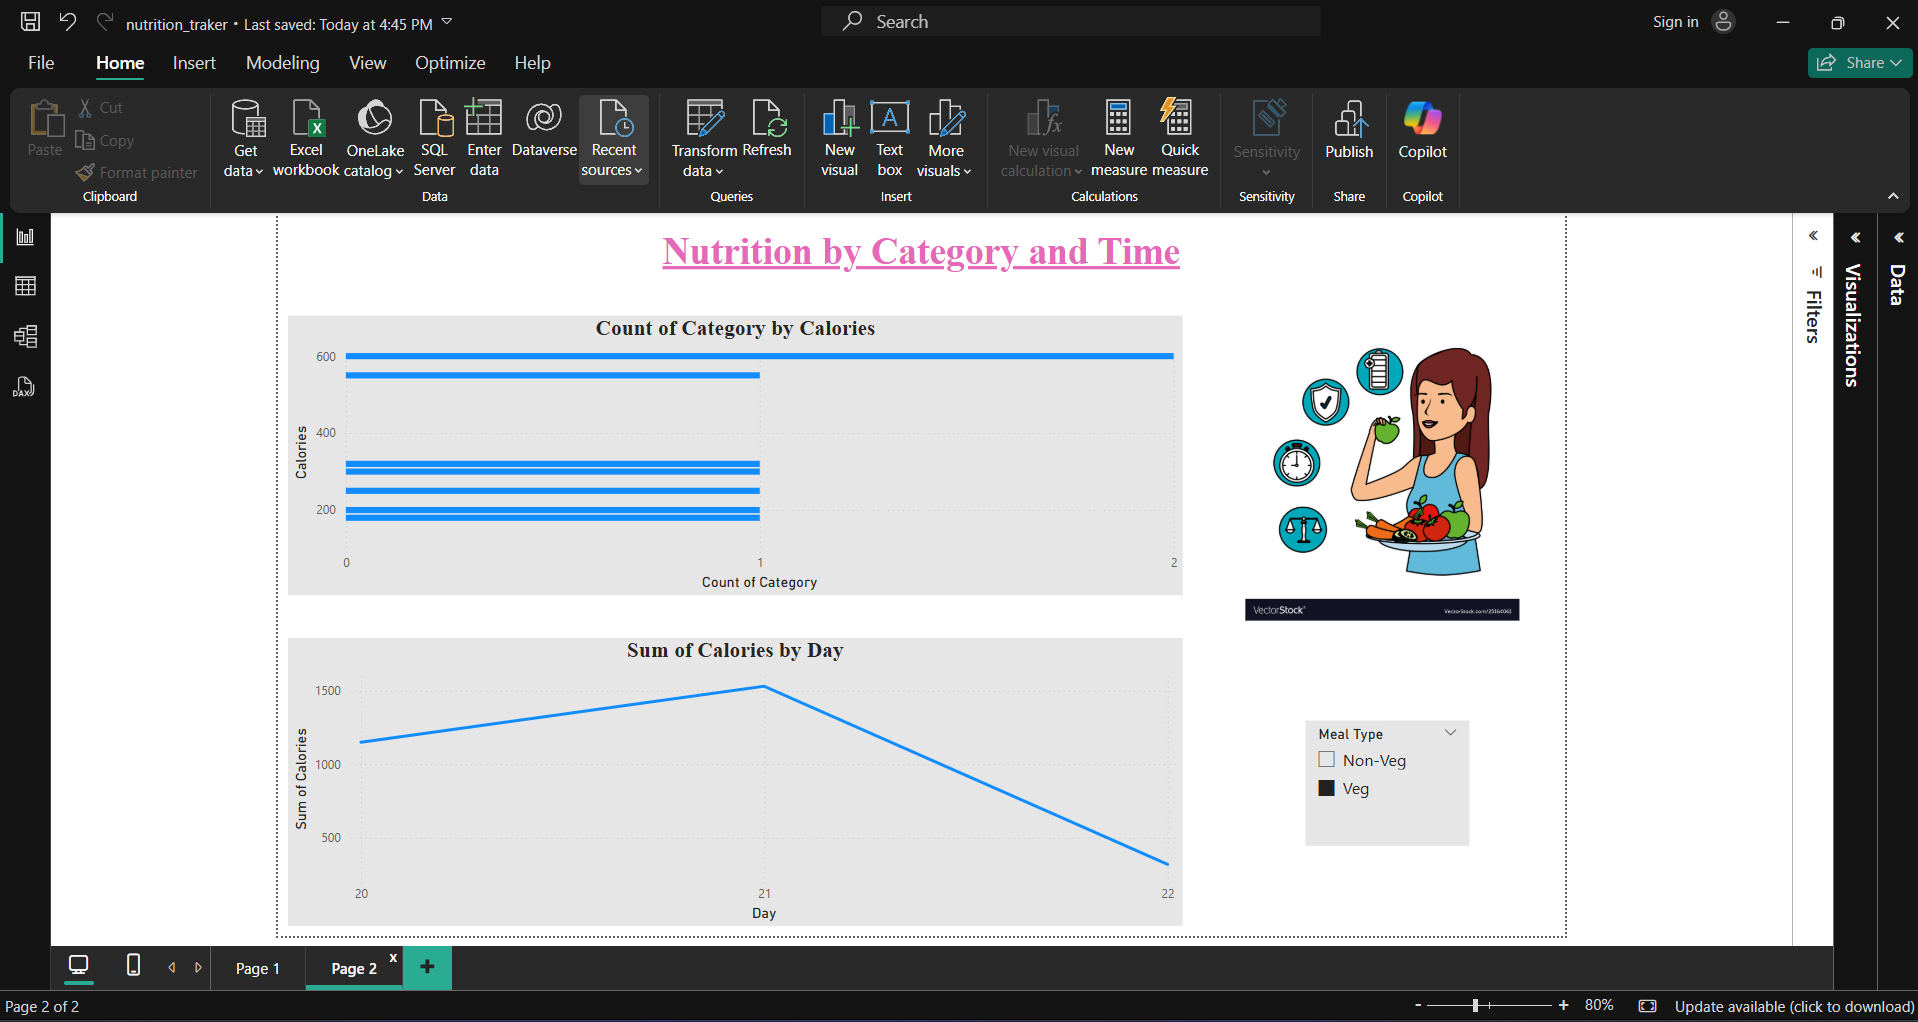 nutrition_traker • Last saved: Today at 4:45 PM
Search
Sign in
File Home Insert Modeling View Optimize Help
Share
Paste
Cut
Copy
Format painter
Clipboard
Get data
Excel workbook
OneLake catalog
SQL Server
Enter data
Dataverse
Recent sources
Data
Transform data
Refresh
Queries
New visual
Text box
More visuals
Insert
New visual calculation
New measure
Quick measure
Calculations
Sensitivity
Sensitivity
Publish
Share
Copilot
Copilot
DAX
Nutrition by Category and Time
Count of Category by Calories
Calories
600
400
200
0 1 2
Count of Category
VectorStock®
VectorStock.com/25164061
Sum of Calories by Day
Sum of Calories
1500
1000
500
20 21 22
Day
Meal Type
Non-Veg
Veg
Filters
Visualizations
Data
Page 1
Page 2
x
+
Page 2 of 2
- + 80%
Update available (click to download)